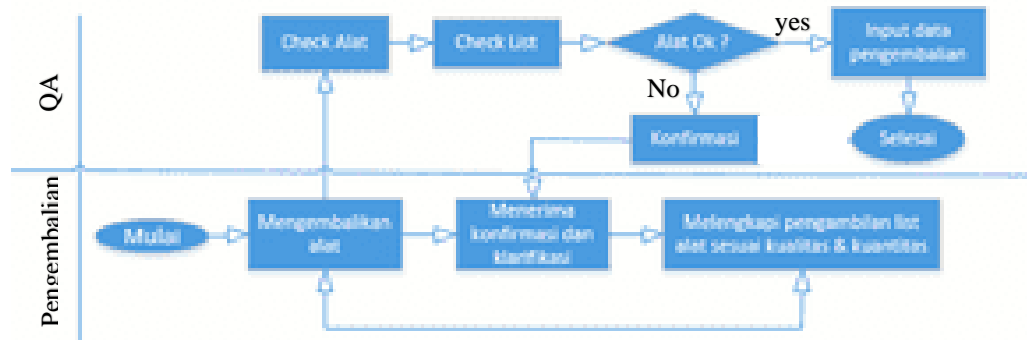 QA
Check Alat
Check List
Alat Ok ?
yes
Input data
pengembalian
No
Konfirmasi
Selesai
Pengembalian
Mulai
Mengembalikan
alat
Menerima
konfirmasi dan
klarifikasi
Melengkapi pengambilan list
alat sesuai kualitas & kuantitas